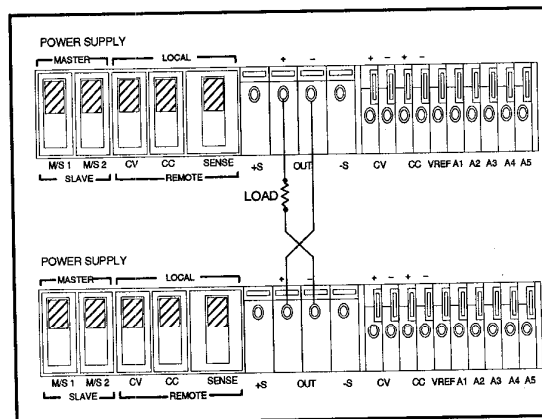 POWER SUPPLY
MASTER LOCAL
+ - + - + -
M/S 1 M/S 2 CV CC SENSE +S OUT -S CV CC VREF A1 A2 A3 A4 A5
SLAVE REMOTE
LOAD
POWER SUPPLY
MASTER LOCAL
+ - + - + -
M/S 1 M/S 2 CV CC SENSE +S OUT -S CV CC VREF A1 A2 A3 A4 A5
SLAVE REMOTE